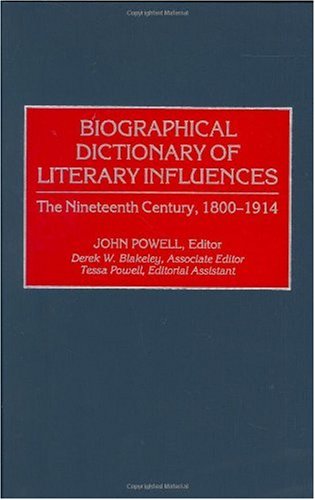 BIOGRAPHICAL
DICTIONARY OF
LITERARY INFLUENCES
The Nineteenth Century, 1800–1914
JOHN POWELL, Editor
Derek W. Blakeley, Associate Editor
Tessa Powell, Editorial Assistant